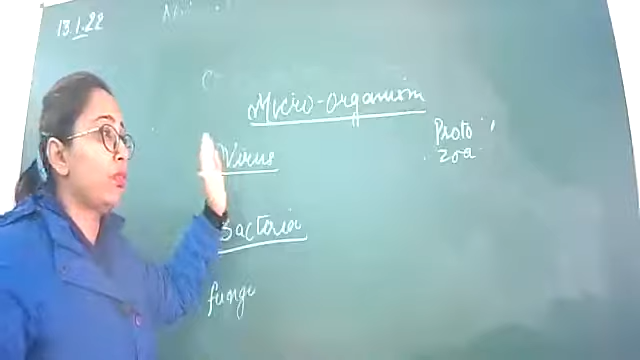 13.1.22
Micro-organism
Proto
zoa
Virus
Bacteria
fungi